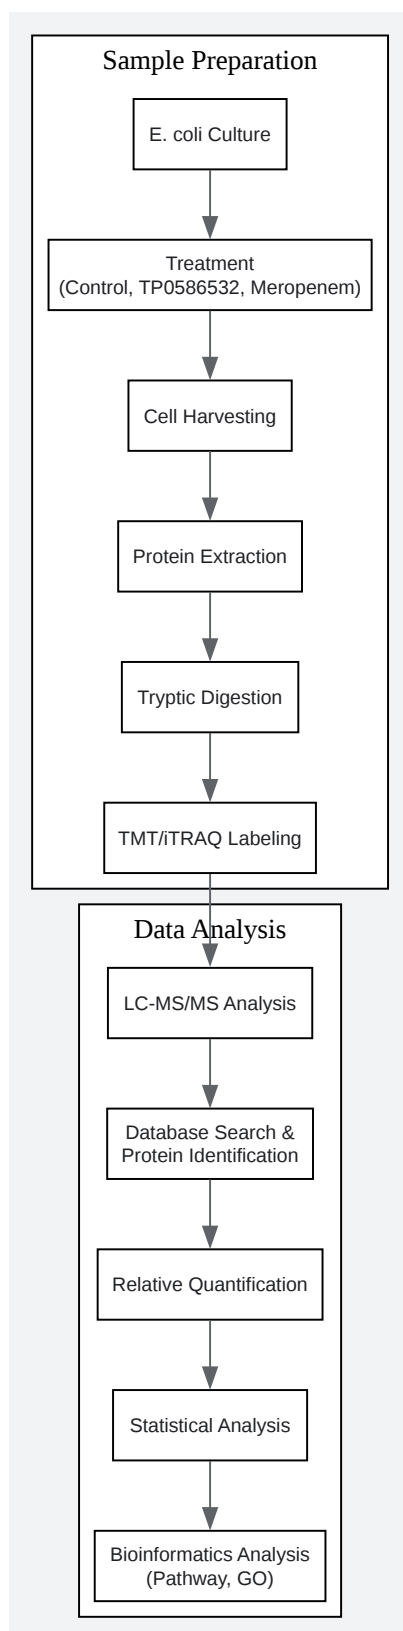 Sample Preparation
E. coli Culture
Treatment
(Control, TP0586532, Meropenem)
Cell Harvesting
Protein Extraction
Tryptic Digestion
TMT/iTRAQ Labeling
Data Analysis
LC-MS/MS Analysis
Database Search &
Protein Identification
Relative Quantification
Statistical Analysis
Bioinformatics Analysis
(Pathway, GO)